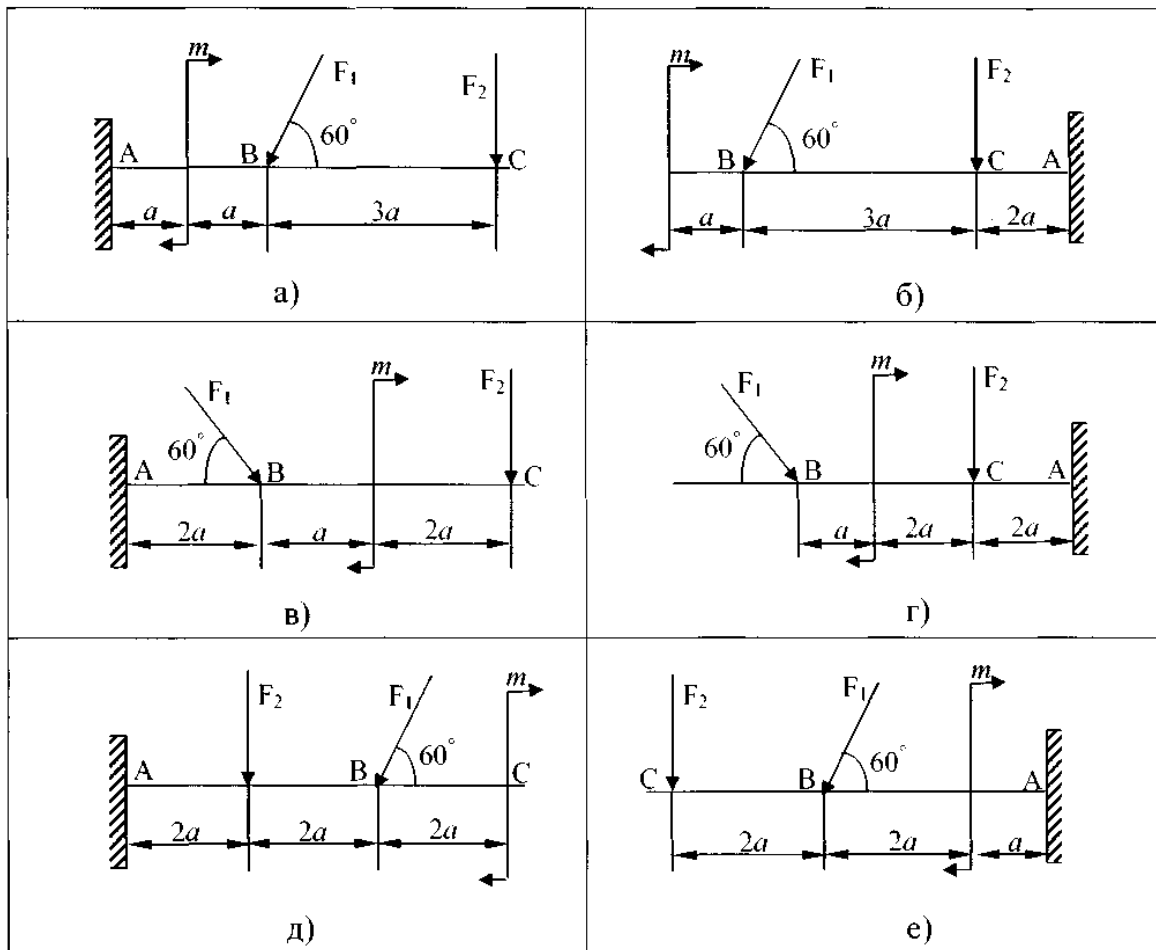 m F₁ F₂
60°
A B C
a a 3a
а)
m F₁ F₂
60°
B C A
a 3a 2a
б)
F₁ m F₂
60°
A B C
2a a 2a
в)
F₁ m F₂
60°
B C A
a 2a 2a
г)
F₂ F₁ m
60°
A B C
2a 2a 2a
д)
F₂ F₁ m
60°
C B A
2a 2a a
е)